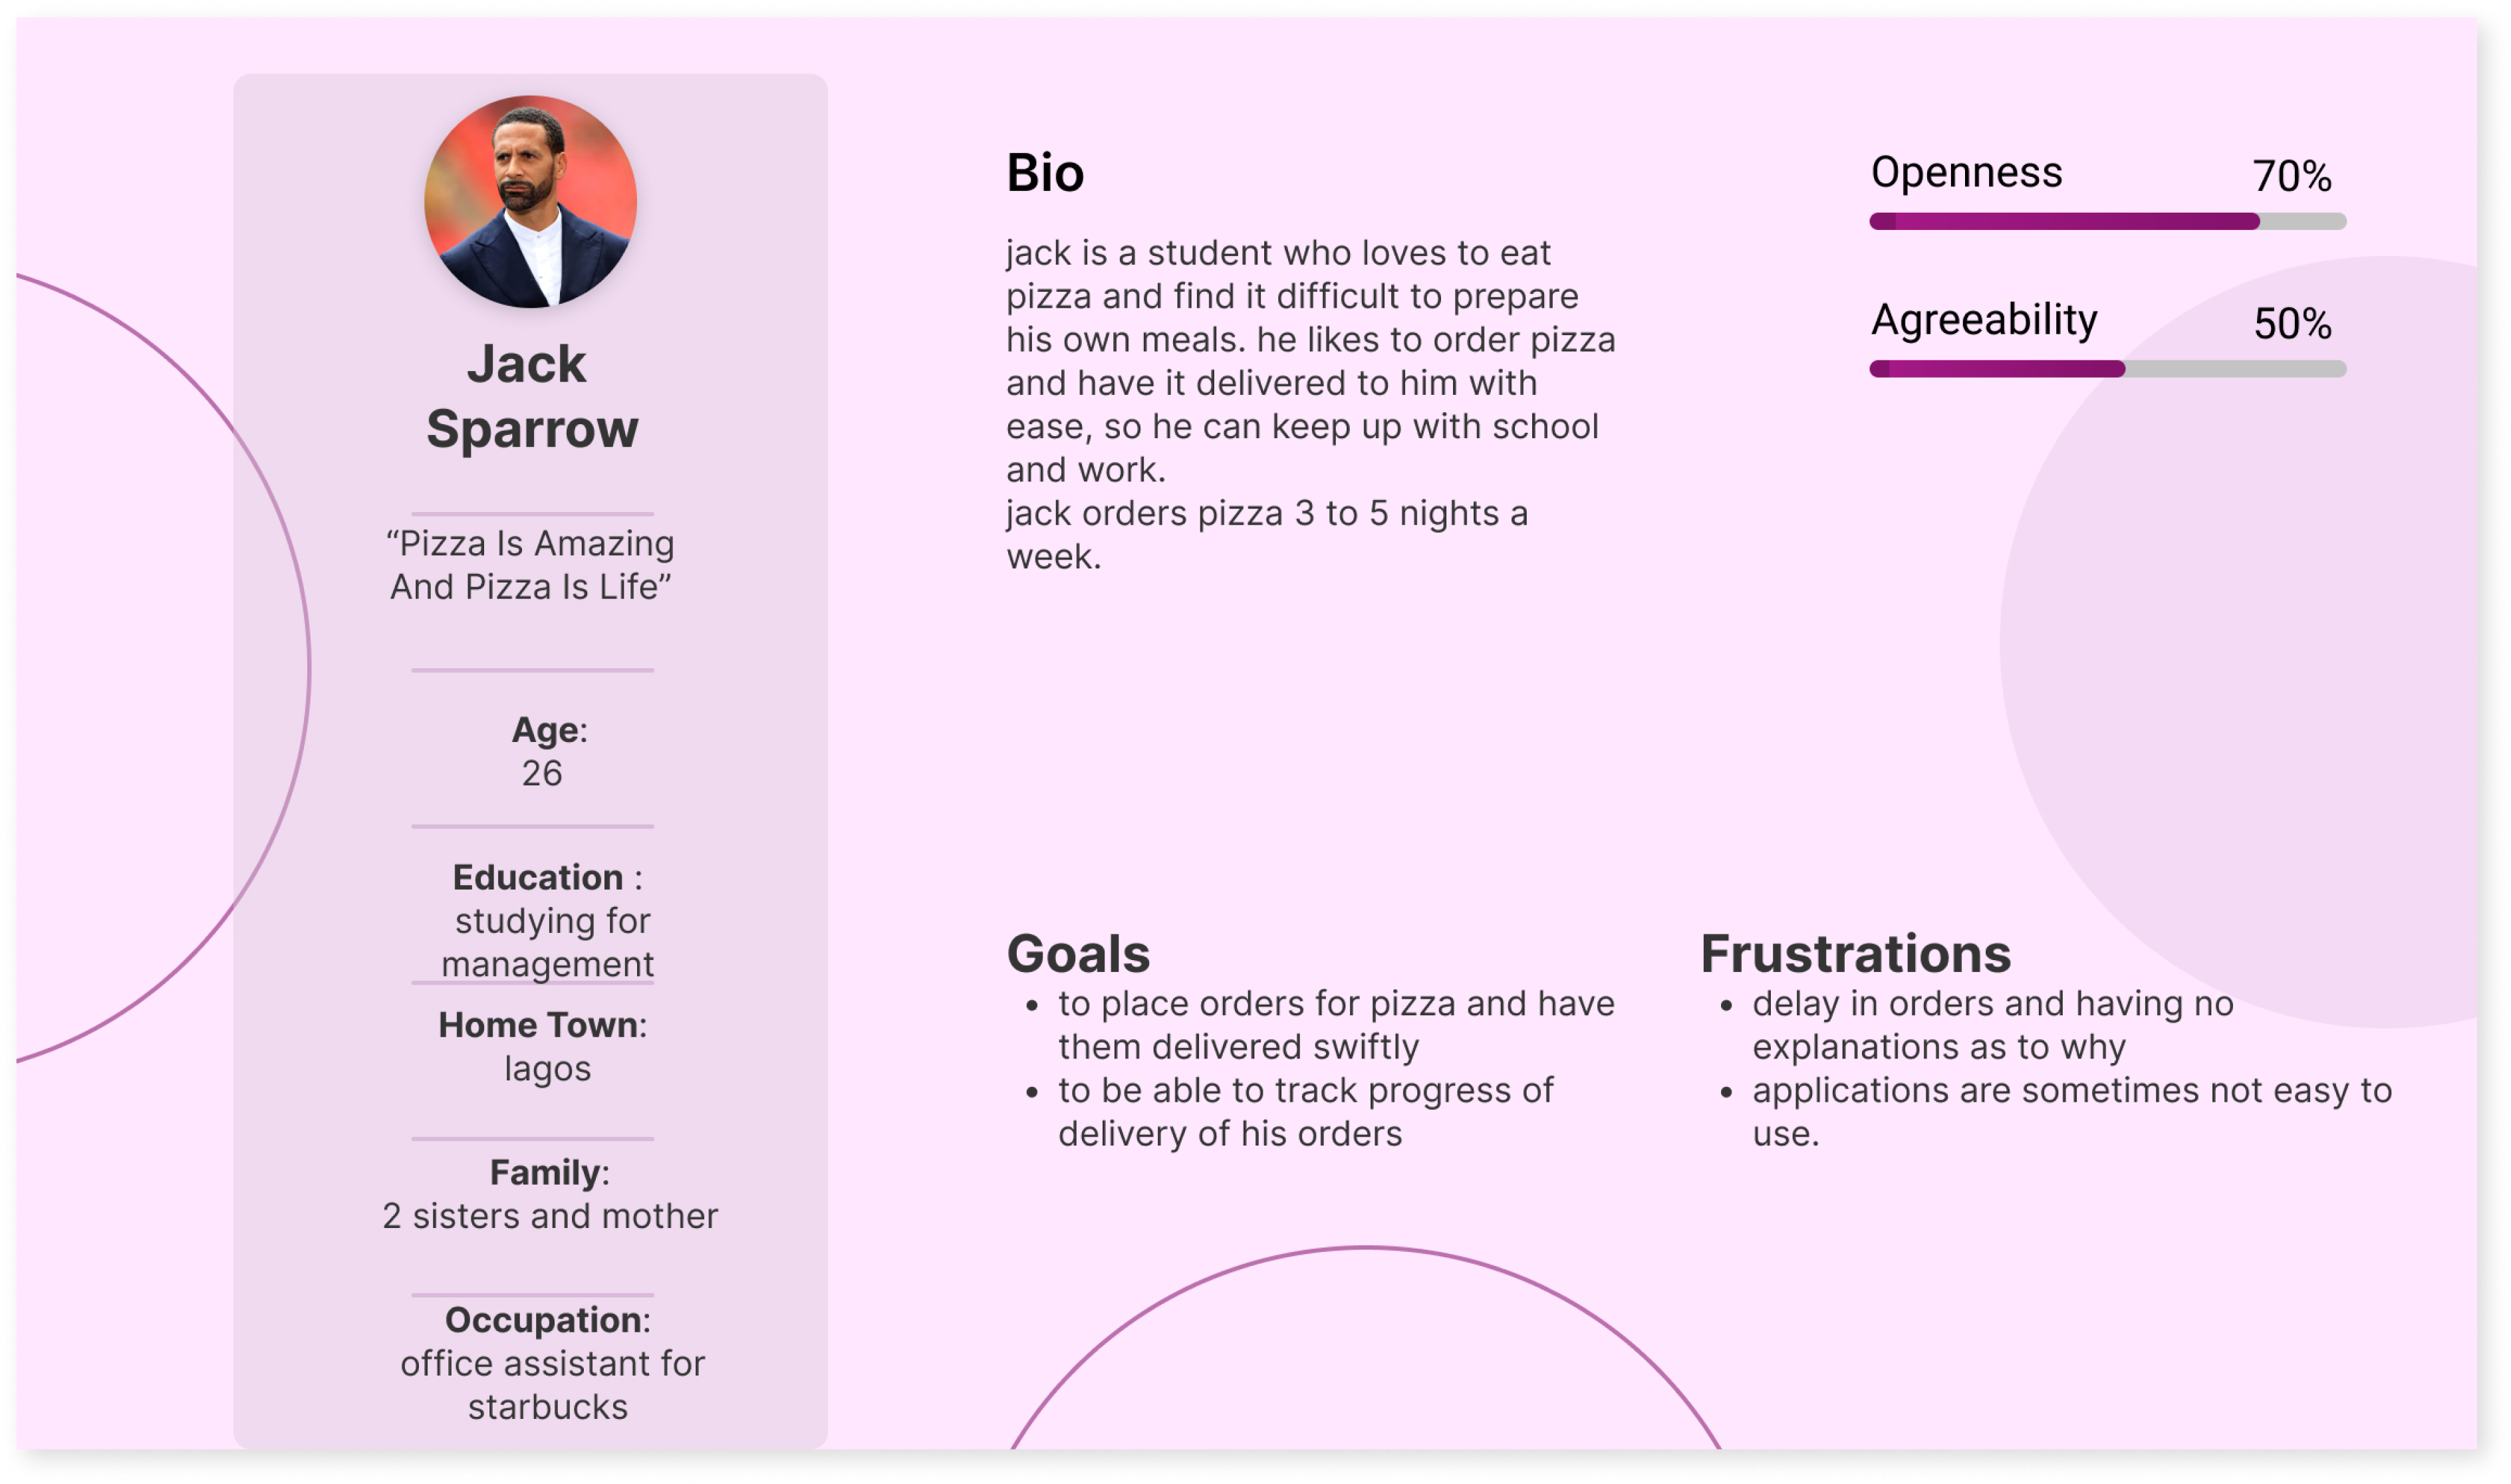 Jack
Sparrow
“Pizza Is Amazing
And Pizza Is Life”
Age:
26
Education :
studying for
management
Home Town:
lagos
Family:
2 sisters and mother
Occupation:
office assistant for
starbucks
Bio
jack is a student who loves to eat
pizza and find it difficult to prepare
his own meals. he likes to order pizza
and have it delivered to him with
ease, so he can keep up with school
and work.
jack orders pizza 3 to 5 nights a
week.
Openness 70%
Agreeability 50%
Goals
• to place orders for pizza and have
them delivered swiftly
• to be able to track progress of
delivery of his orders
Frustrations
• delay in orders and having no
explanations as to why
• applications are sometimes not easy to
use.